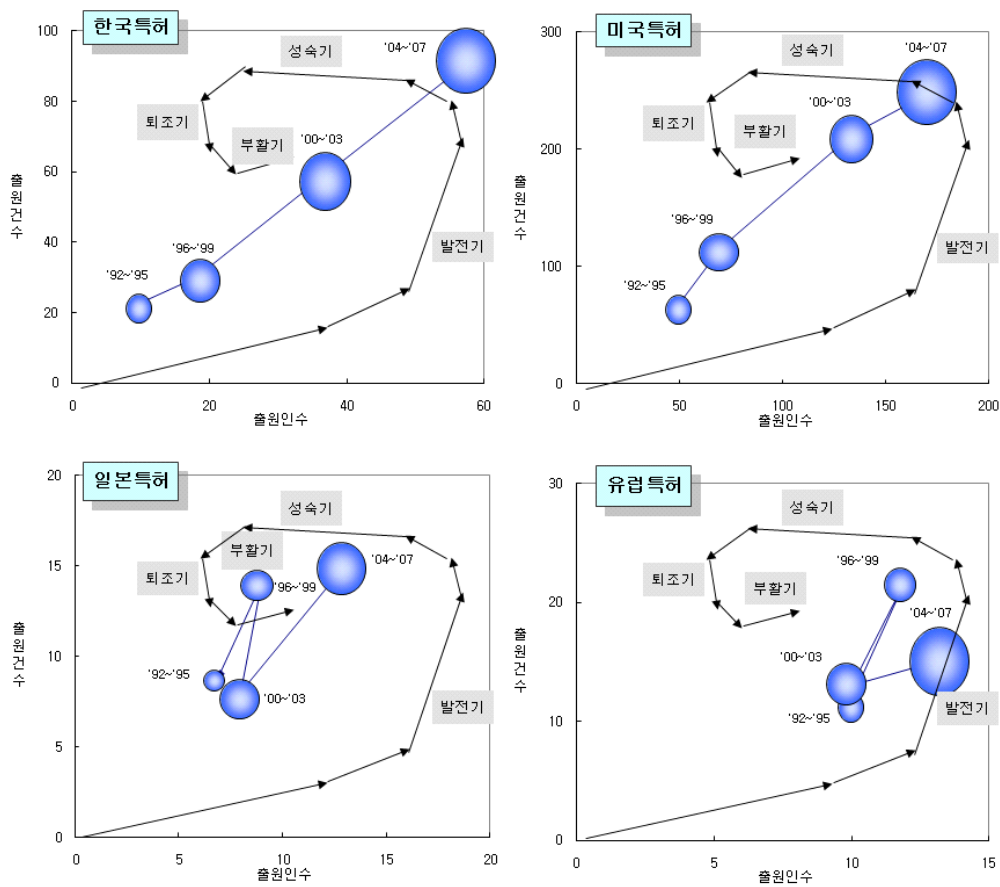 한국특허
100
80
60
40
20
0
출원건수
0
20
40
60
출원인수
'92~'95
'96~'99
'00~'03
'04~'07
성숙기
퇴조기
부활기
발전기
미국특허
300
200
100
0
출원건수
0
50
100
150
200
출원인수
'92~'95
'96~'99
'00~'03
'04~'07
성숙기
퇴조기
부활기
발전기
일본특허
20
15
10
5
0
출원건수
0
5
10
15
20
출원인수
'92~'95
'96~'99
'00~'03
'04~'07
성숙기
퇴조기
부활기
발전기
유럽특허
30
20
10
0
출원건수
0
5
10
15
출원인수
'92~'95
'96~'99
'00~'03
'04~'07
성숙기
퇴조기
부활기
발전기